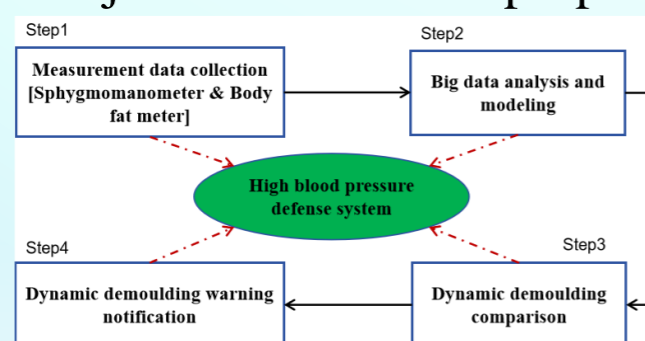 Step1
Measurement data collection
[Sphygmomanometer & Body
fat meter]
Step2
Big data analysis and
modeling
High blood pressure
defense system
Step4
Dynamic demoulding warning
notification
Step3
Dynamic demoulding
comparison